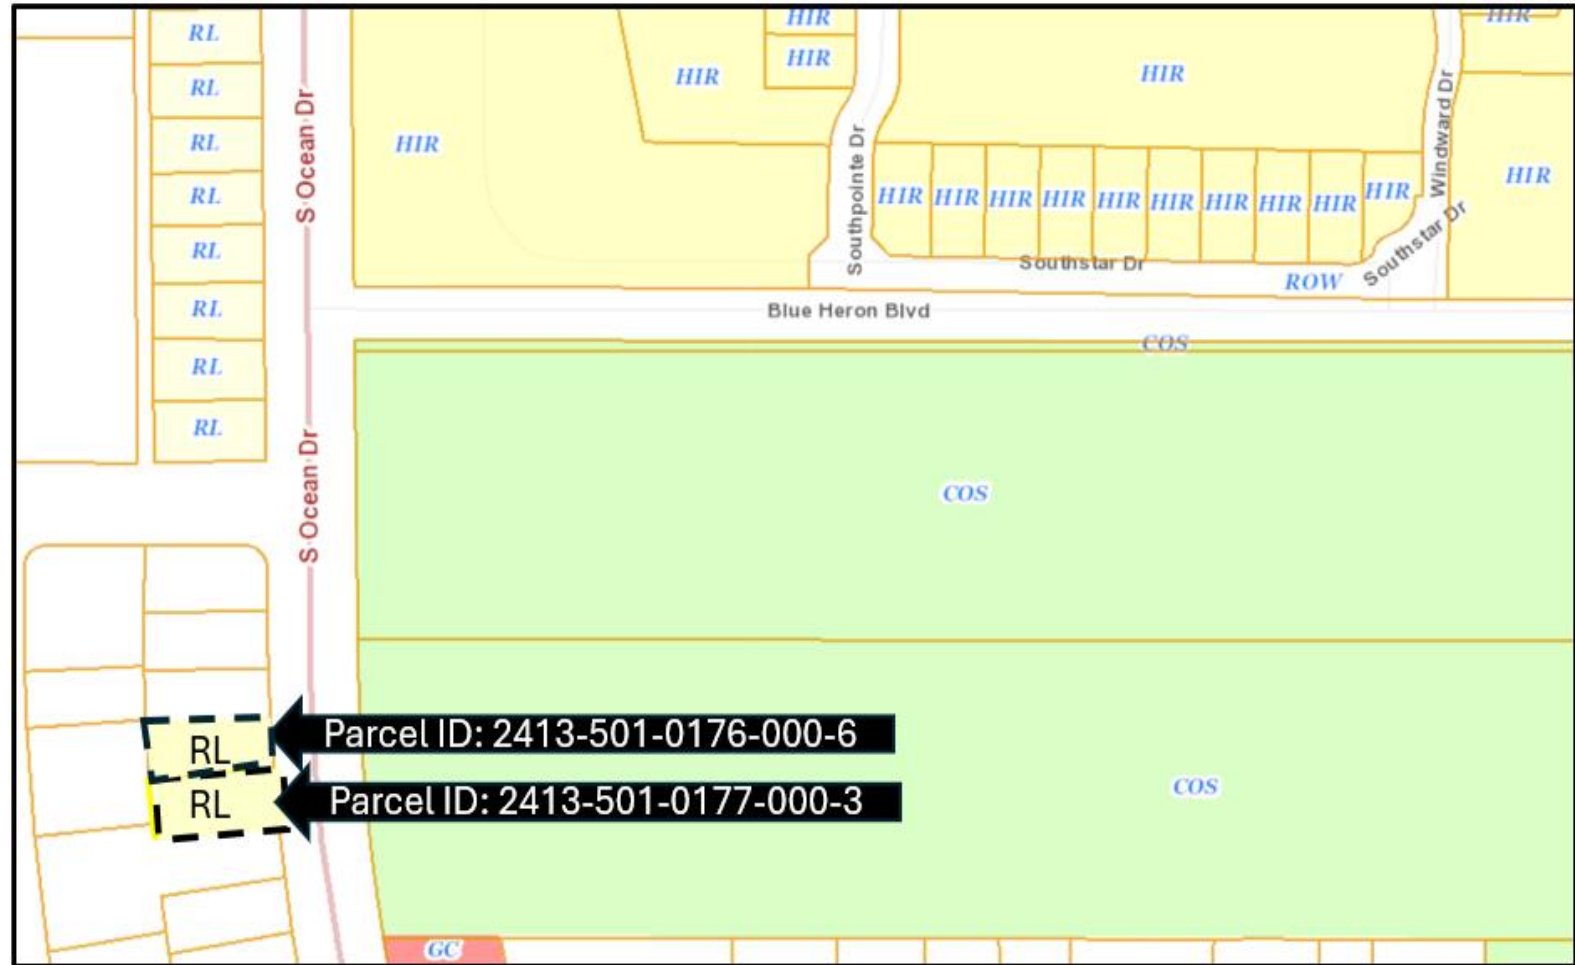 RL
HIR
HIR
HIR
RL
HIR
HIR
HIR
RL
S Ocean Dr
HIR
Southpointe Dr
Windward Dr
HIR
RL
HIR
HIR
HIR
HIR
HIR
HIR
HIR
HIR
HIR
HIR
RL
Southstar Dr
Southstar Dr
ROW
RL
Blue Heron Blvd
COS
RL
RL
S Ocean Dr
COS
RL
Parcel ID: 2413-501-0176-000-6
RL
Parcel ID: 2413-501-0177-000-3
COS
GC